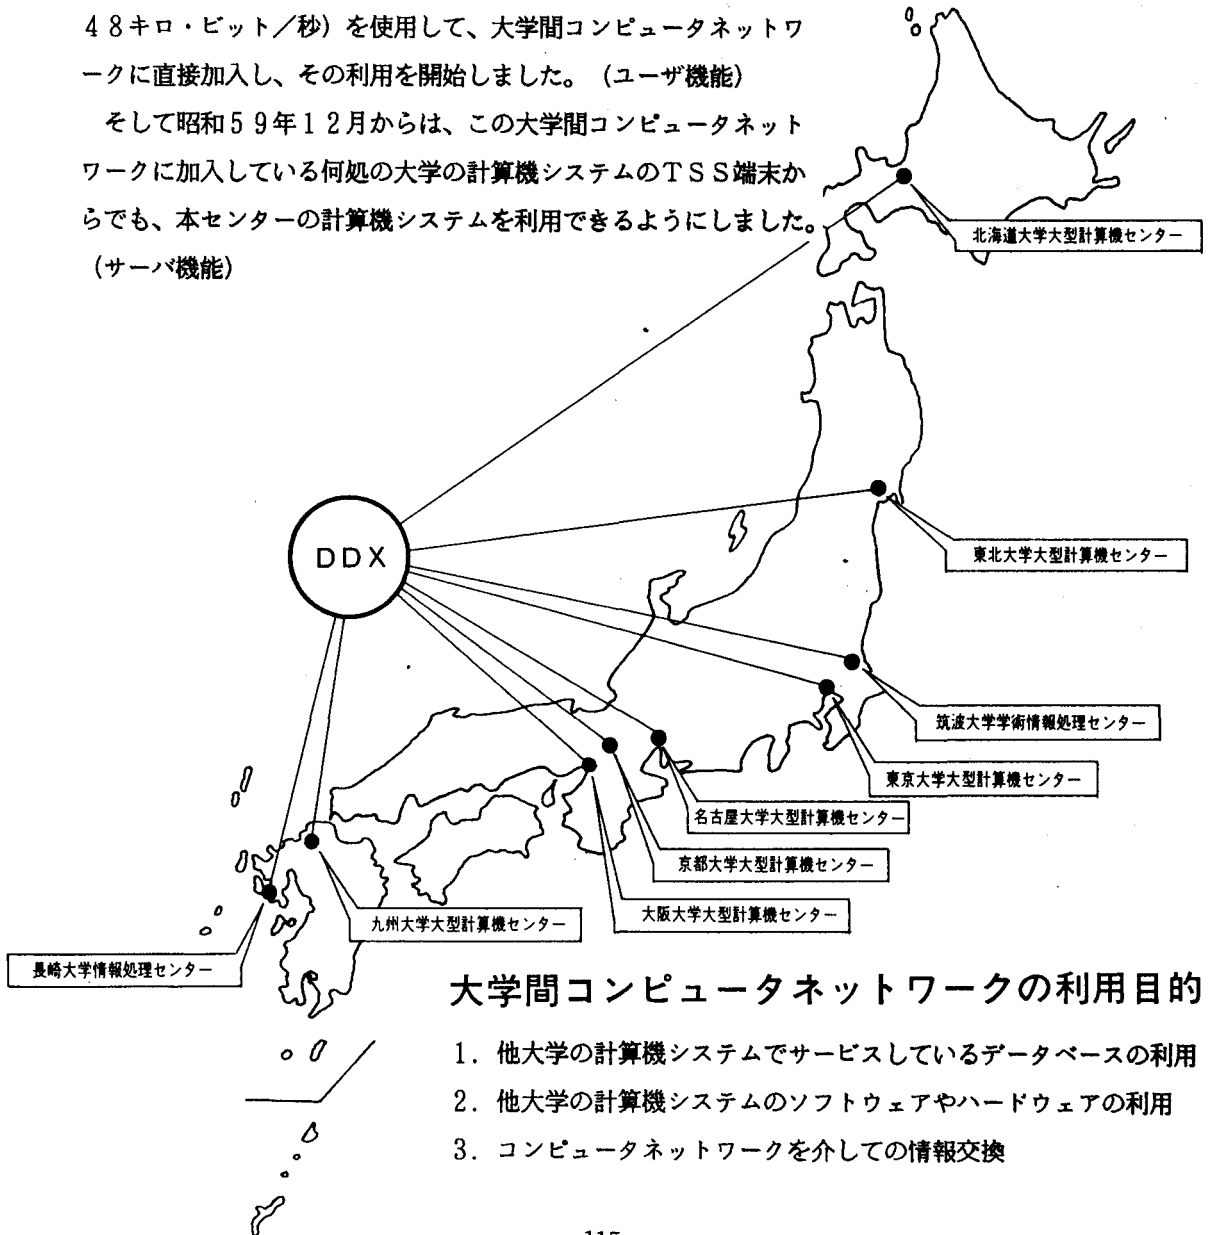 48キロ・ビット/秒)を使用して、大学間コンピュータネットワ
ークに直接加入し、その利用を開始しました。(ユーザ機能)
そして昭和59年12月からは、この大学間コンピュータネット
ワークに加入している何処の大学の計算機システムのTSS端末か
らでも、本センターの計算機システムを利用できるようにしました。
(サーバ機能)
北海道大学大型計算機センター
DDX
東北大学大型計算機センター
筑波大学学術情報処理センター
東京大学大型計算機センター
名古屋大学大型計算機センター
京都大学大型計算機センター
大阪大学大型計算機センター
九州大学大型計算機センター
長崎大学情報処理センター
大学間コンピュータネットワークの利用目的
1.他大学の計算機システムでサービスしているデータベースの利用
2.他大学の計算機システムのソフトウェアやハードウェアの利用
3.コンピュータネットワークを介しての情報交換